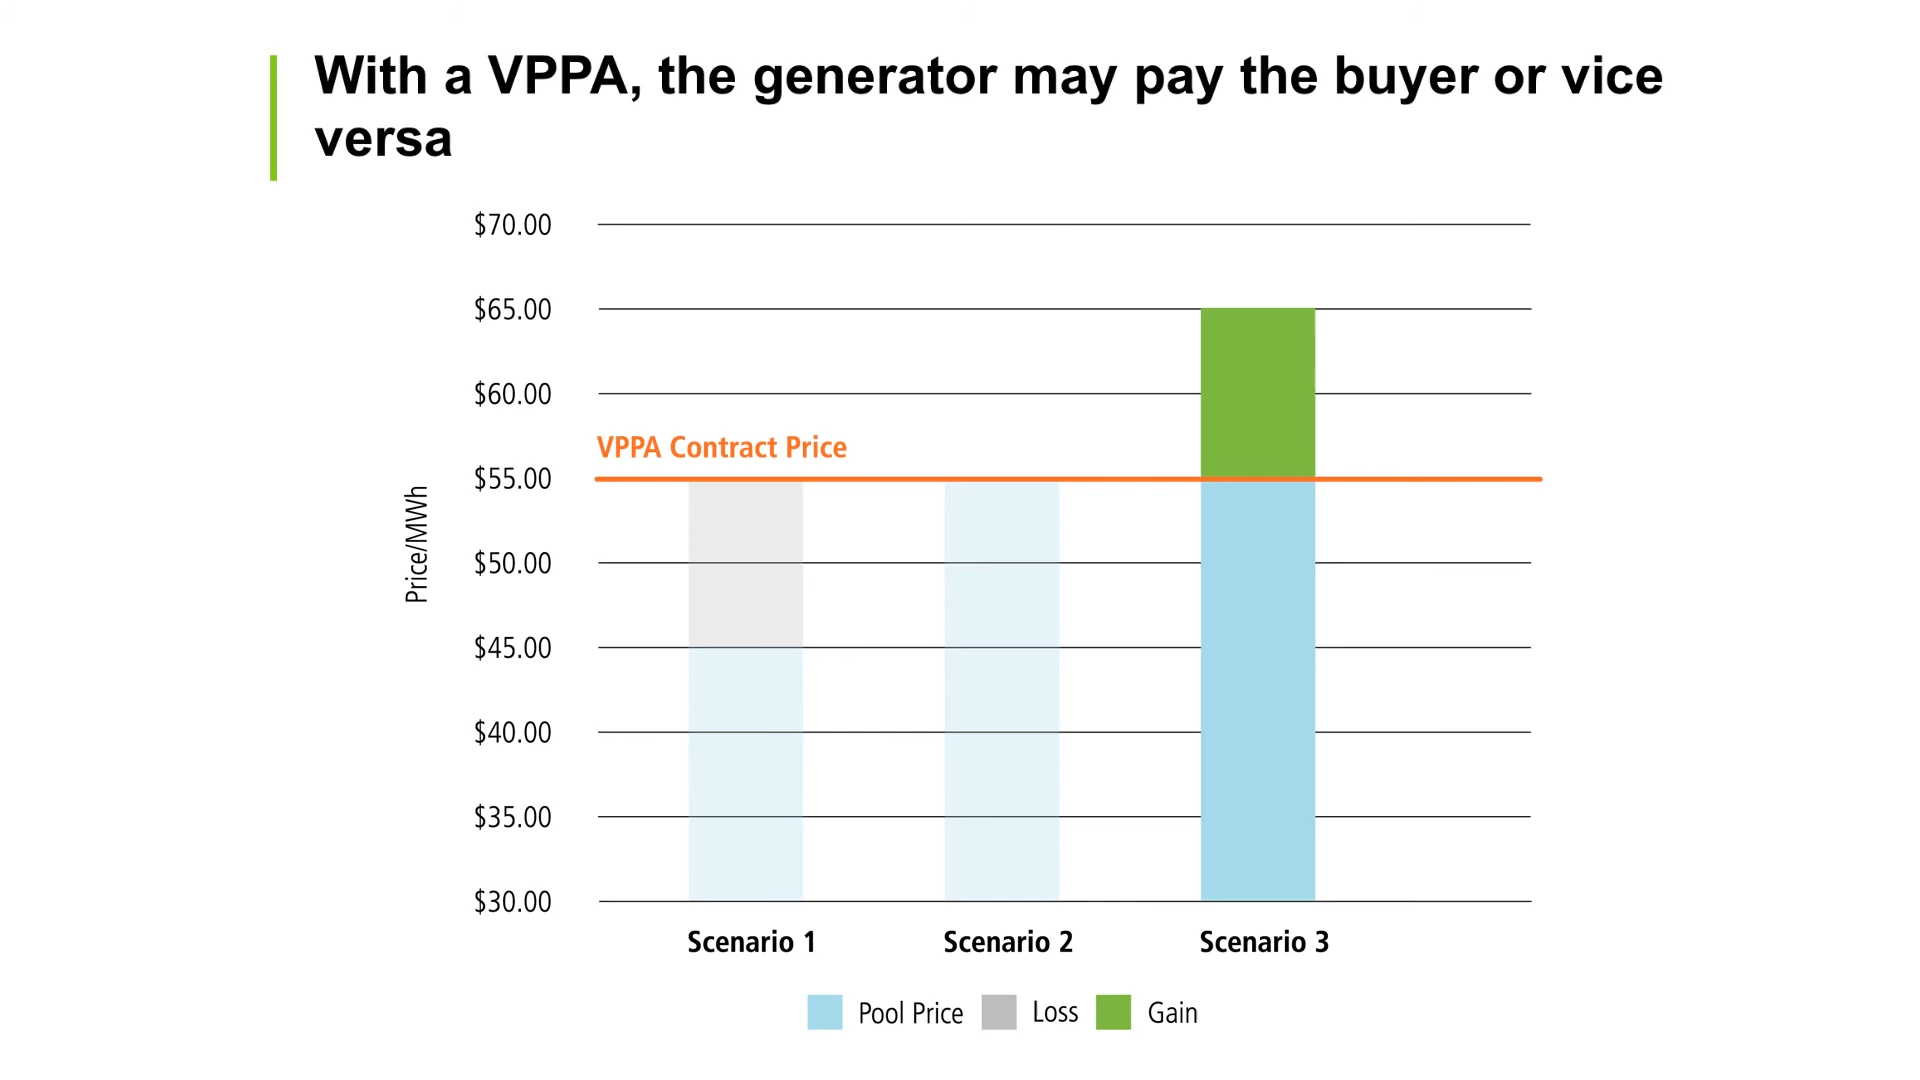 With a VPPA, the generator may pay the buyer or vice
versa
$70.00
$65.00
$60.00
VPPA Contract Price
$55.00
Price/MWh
$50.00
$45.00
$40.00
$35.00
$30.00
Scenario 1 Scenario 2 Scenario 3
Pool Price Loss Gain